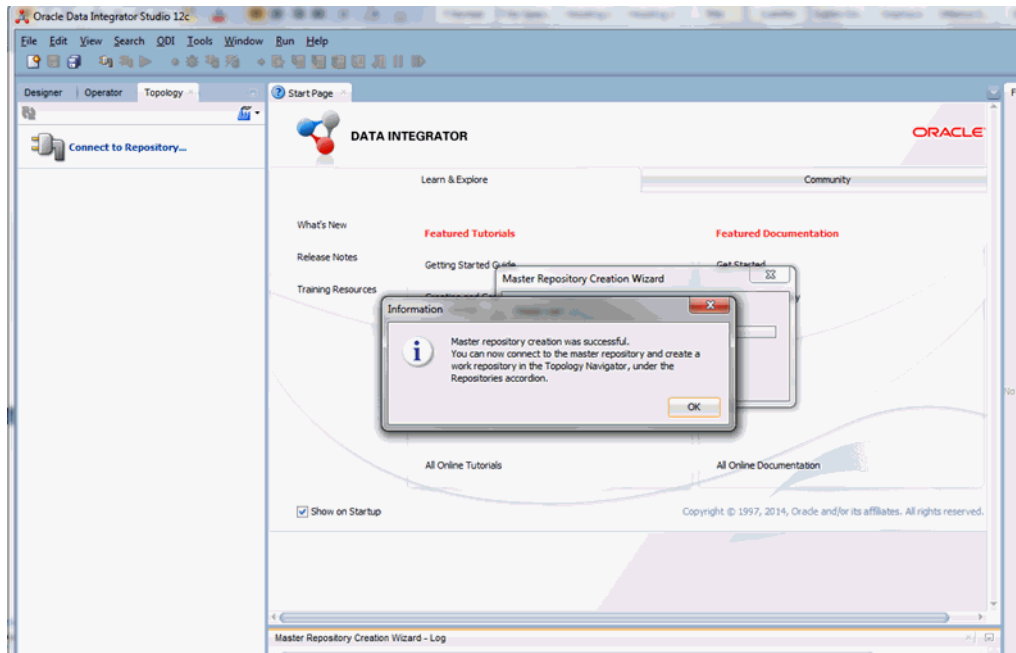 Oracle Data Integrator Studio 12c
File Edit View Search ODI Tools Window Run Help
Designer Operator Topology
Start Page
Connect to Repository...
DATA INTEGRATOR
ORACLE
Learn & Explore
Community
What's New
Featured Tutorials
Featured Documentation
Release Notes
Getting Started Guide
Get Started
Training Resources
Master Repository Creation Wizard
Information
Master repository creation was successful.
You can now connect to the master repository and create a
work repository in the Topology Navigator, under the
Repositories accordion.
OK
All Online Tutorials
All Online Documentation
Show on Startup
Copyright © 1997, 2014, Oracle and/or its affiliates. All rights reserved.
Master Repository Creation Wizard - Log